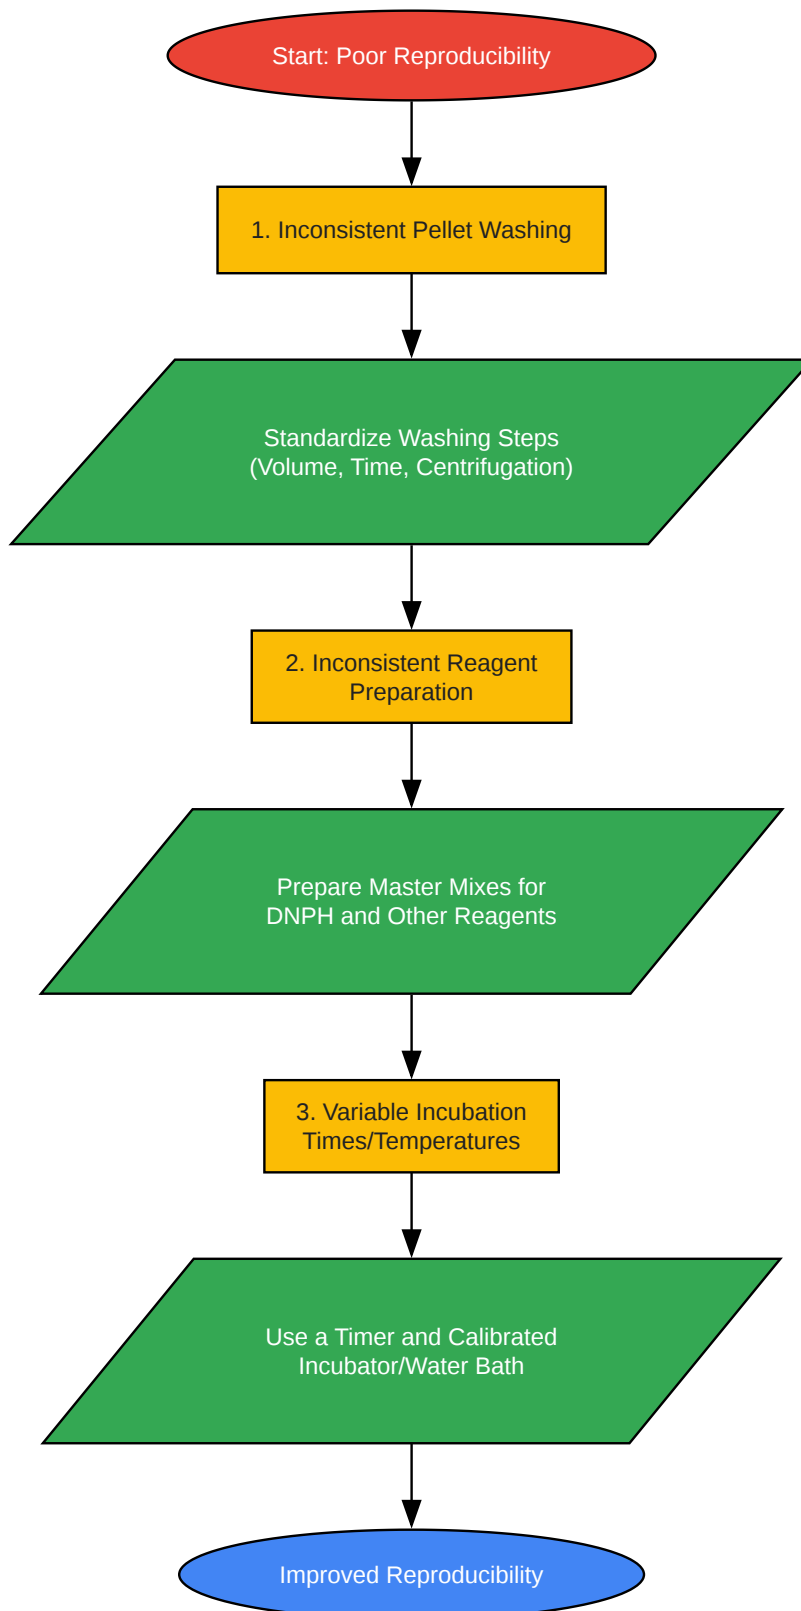 Start: Poor Reproducibility
1. Inconsistent Pellet Washing
Standardize Washing Steps
(Volume, Time, Centrifugation)
2. Inconsistent Reagent
Preparation
Prepare Master Mixes for
DNPH and Other Reagents
3. Variable Incubation
Times/Temperatures
Use a Timer and Calibrated
Incubator/Water Bath
Improved Reproducibility